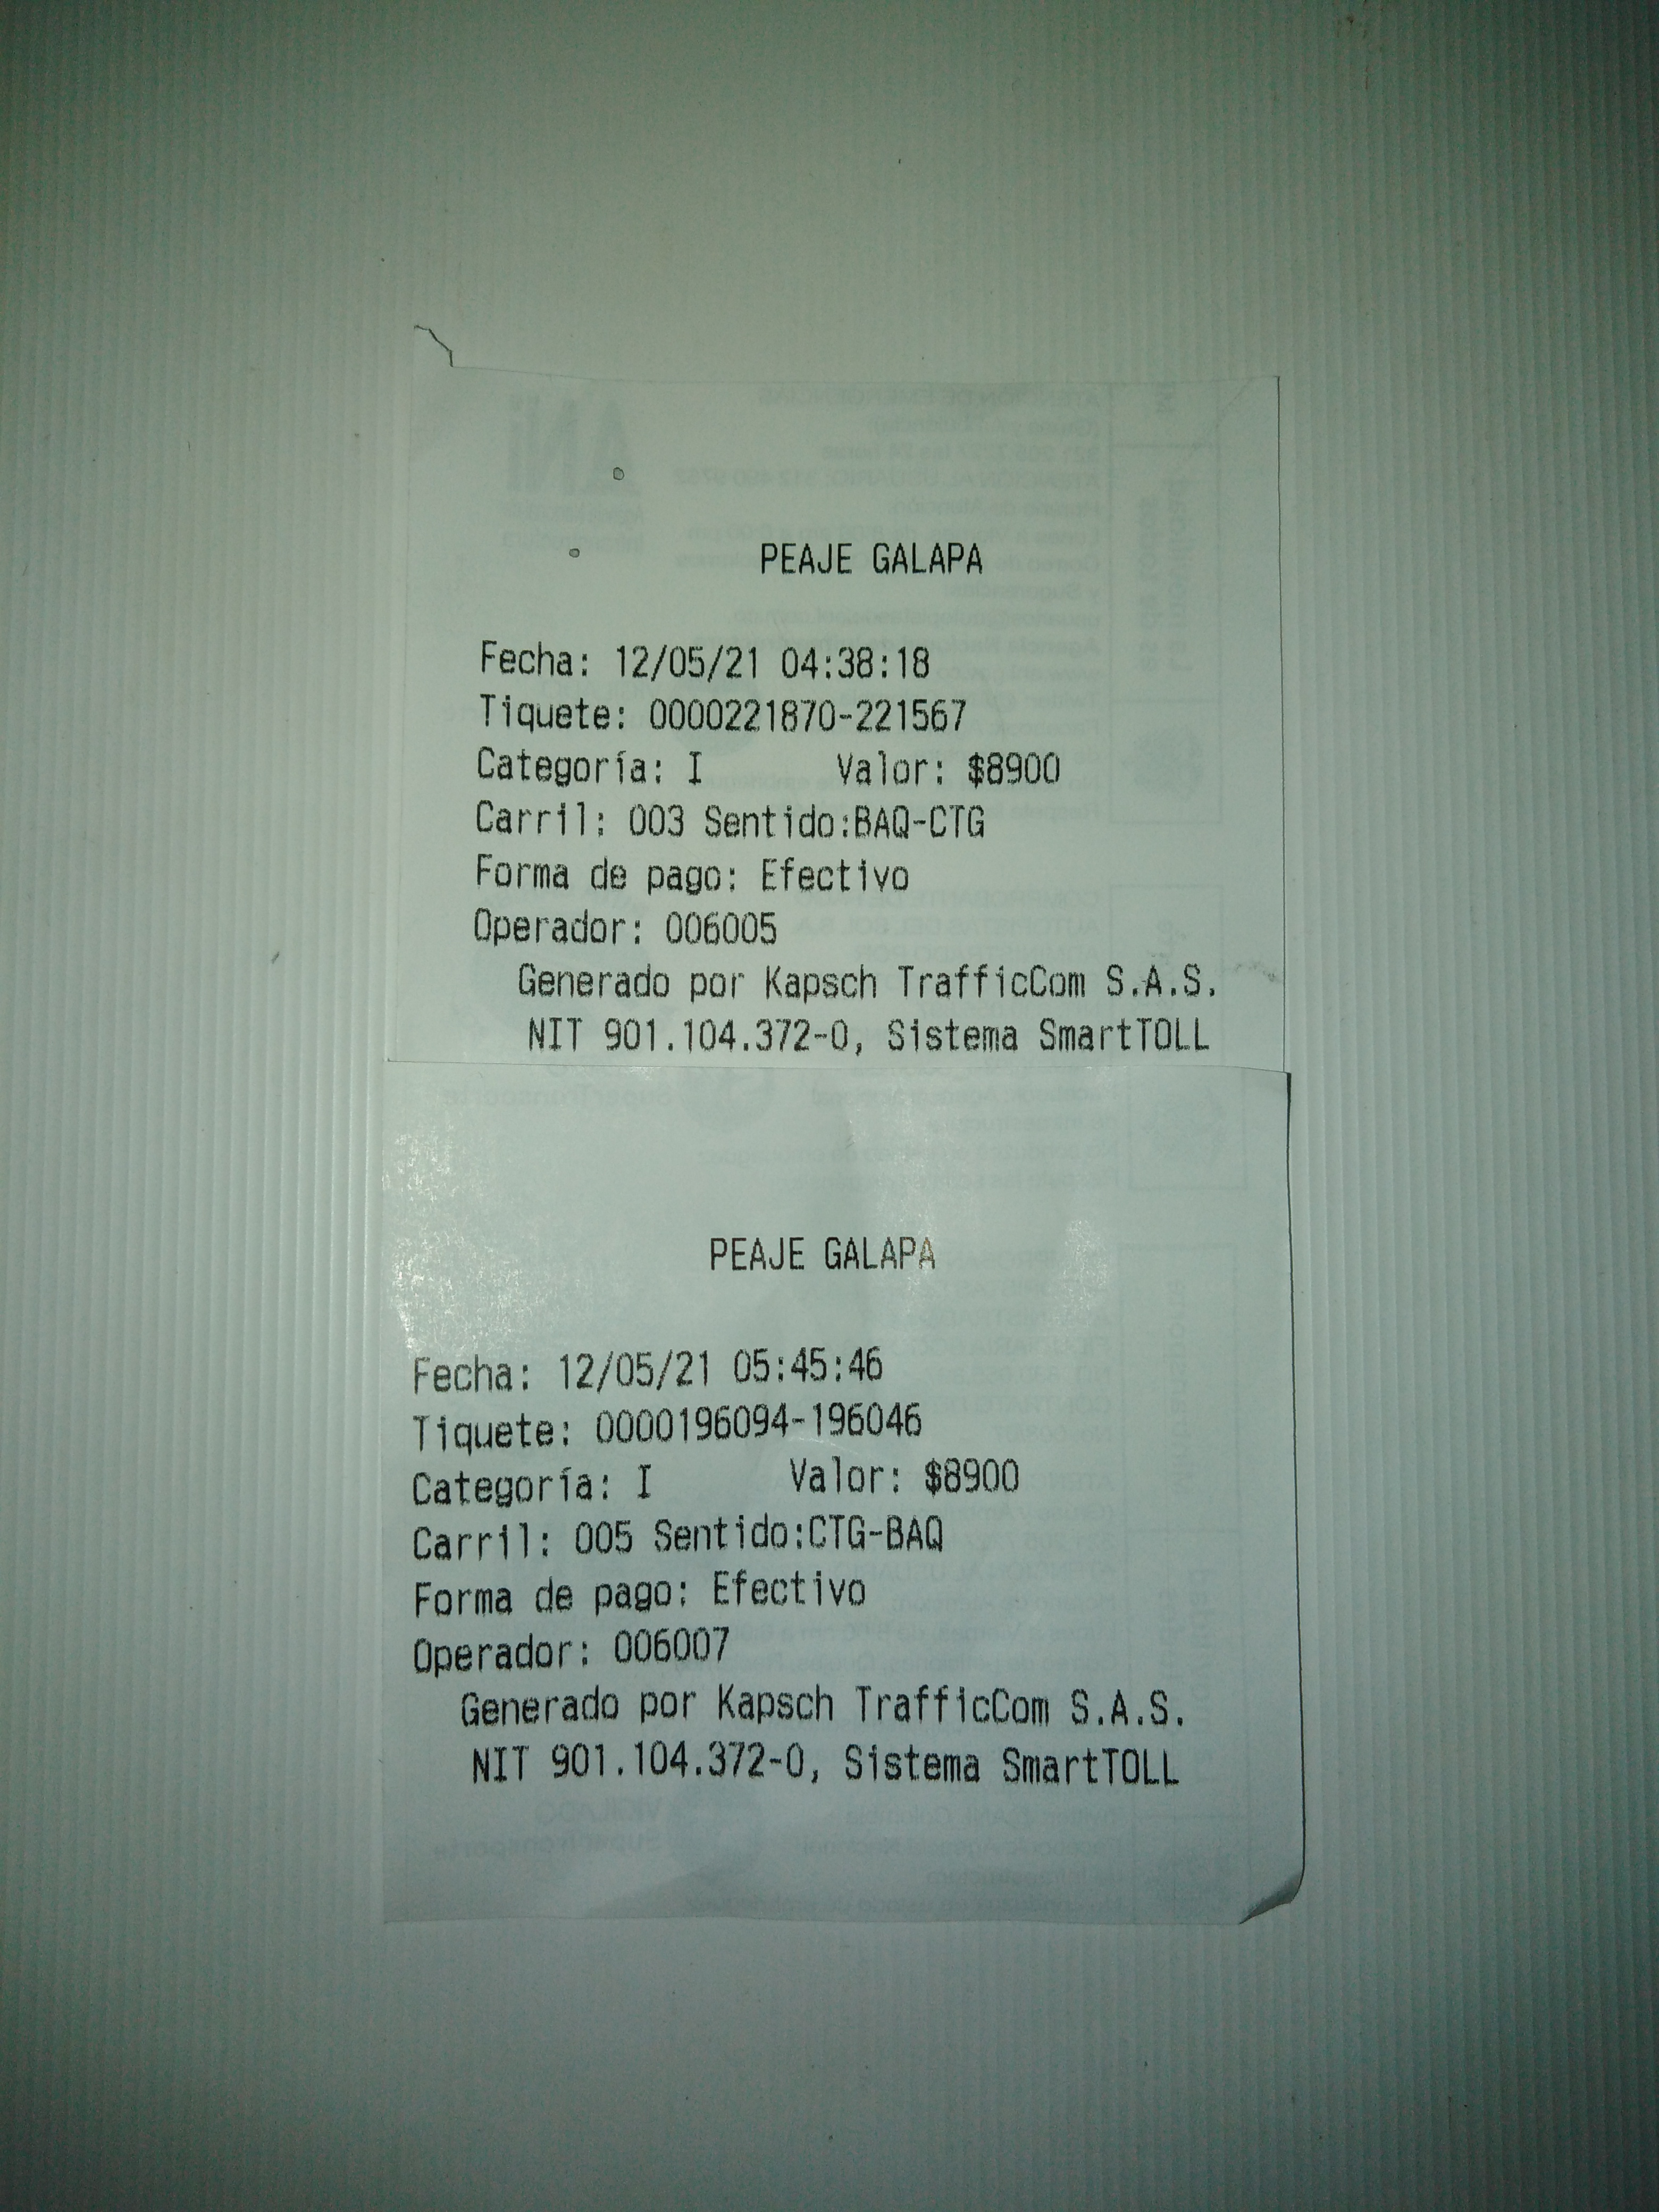 PEAJE GALAPA
Fecha: 12/05/21 04:38:18
Tiquete: 0000221870-221567
Categoría: I Valor: $8900
Carril: 003 Sentido:BAQ-CTG
Forma de pago: Efectivo
Operador: 006005
Generado por Kapsch TrafficCom S.A.S.
NIT 901.104.372-0, Sistema SmartTOLL
PEAJE GALAPA
Fecha: 12/05/21 05:45:46
Tiquete: 0000196094-196046
Categoría: I Valor: $8900
Carril: 005 Sentido:CTG-BAQ
Forma de pago: Efectivo
Operador: 006007
Generado por Kapsch TrafficCom S.A.S.
NIT 901.104.372-0, Sistema SmartTOLL